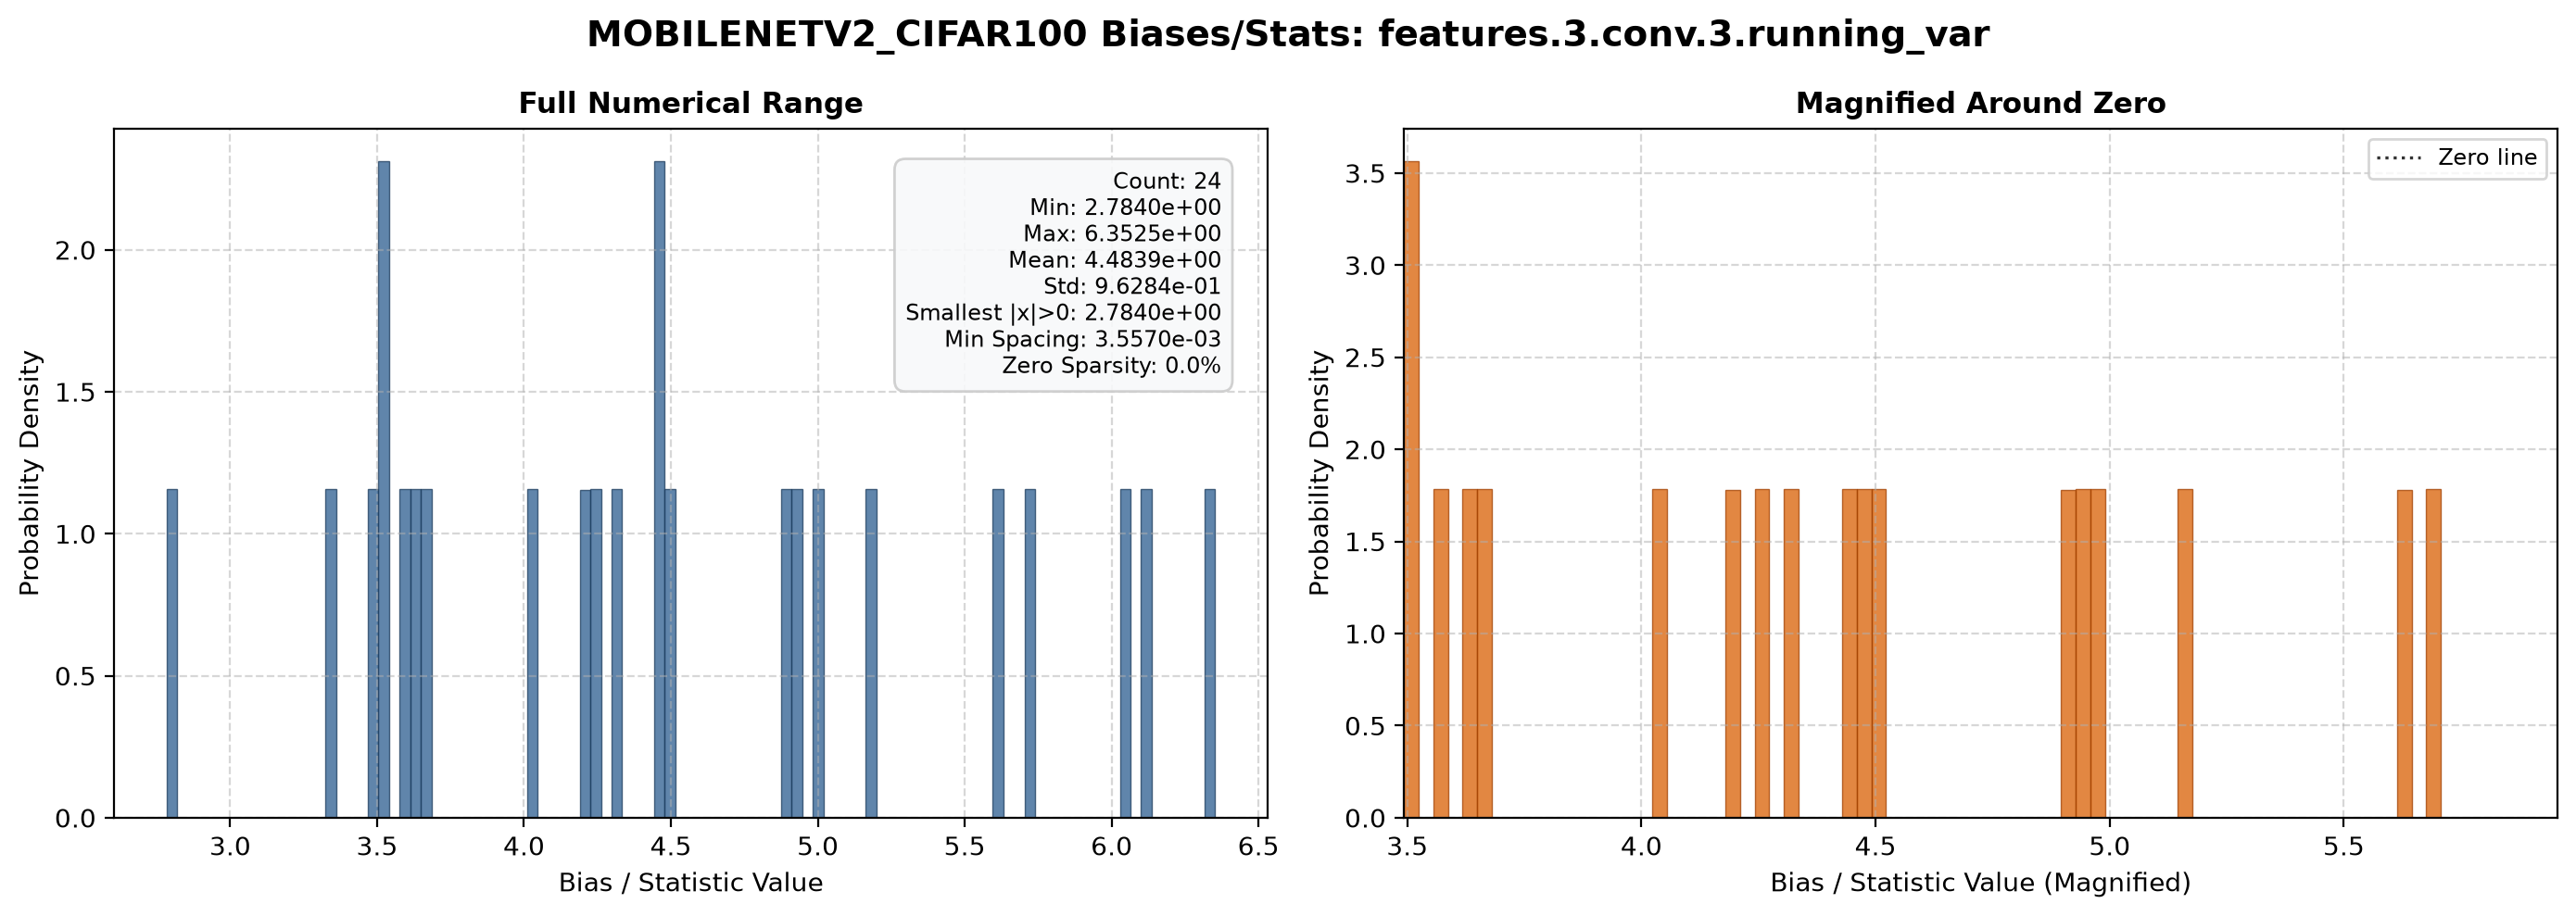 MOBILENETV2_CIFAR100 Biases/Stats: features.3.conv.3.running_var
Full Numerical Range
Probability Density
2.0
1.5
1.0
0.5
0.0
Count: 24
Min: 2.7840e+00
Max: 6.3525e+00
Mean: 4.4839e+00
Std: 9.6284e-01
Smallest |x|>0: 2.7840e+00
Min Spacing: 3.5570e-03
Zero Sparsity: 0.0%
3.0 3.5 4.0 4.5 5.0 5.5 6.0 6.5
Bias / Statistic Value
Magnified Around Zero
Probability Density
3.5
3.0
2.5
2.0
1.5
1.0
0.5
0.0
Zero line
3.5 4.0 4.5 5.0 5.5
Bias / Statistic Value (Magnified)